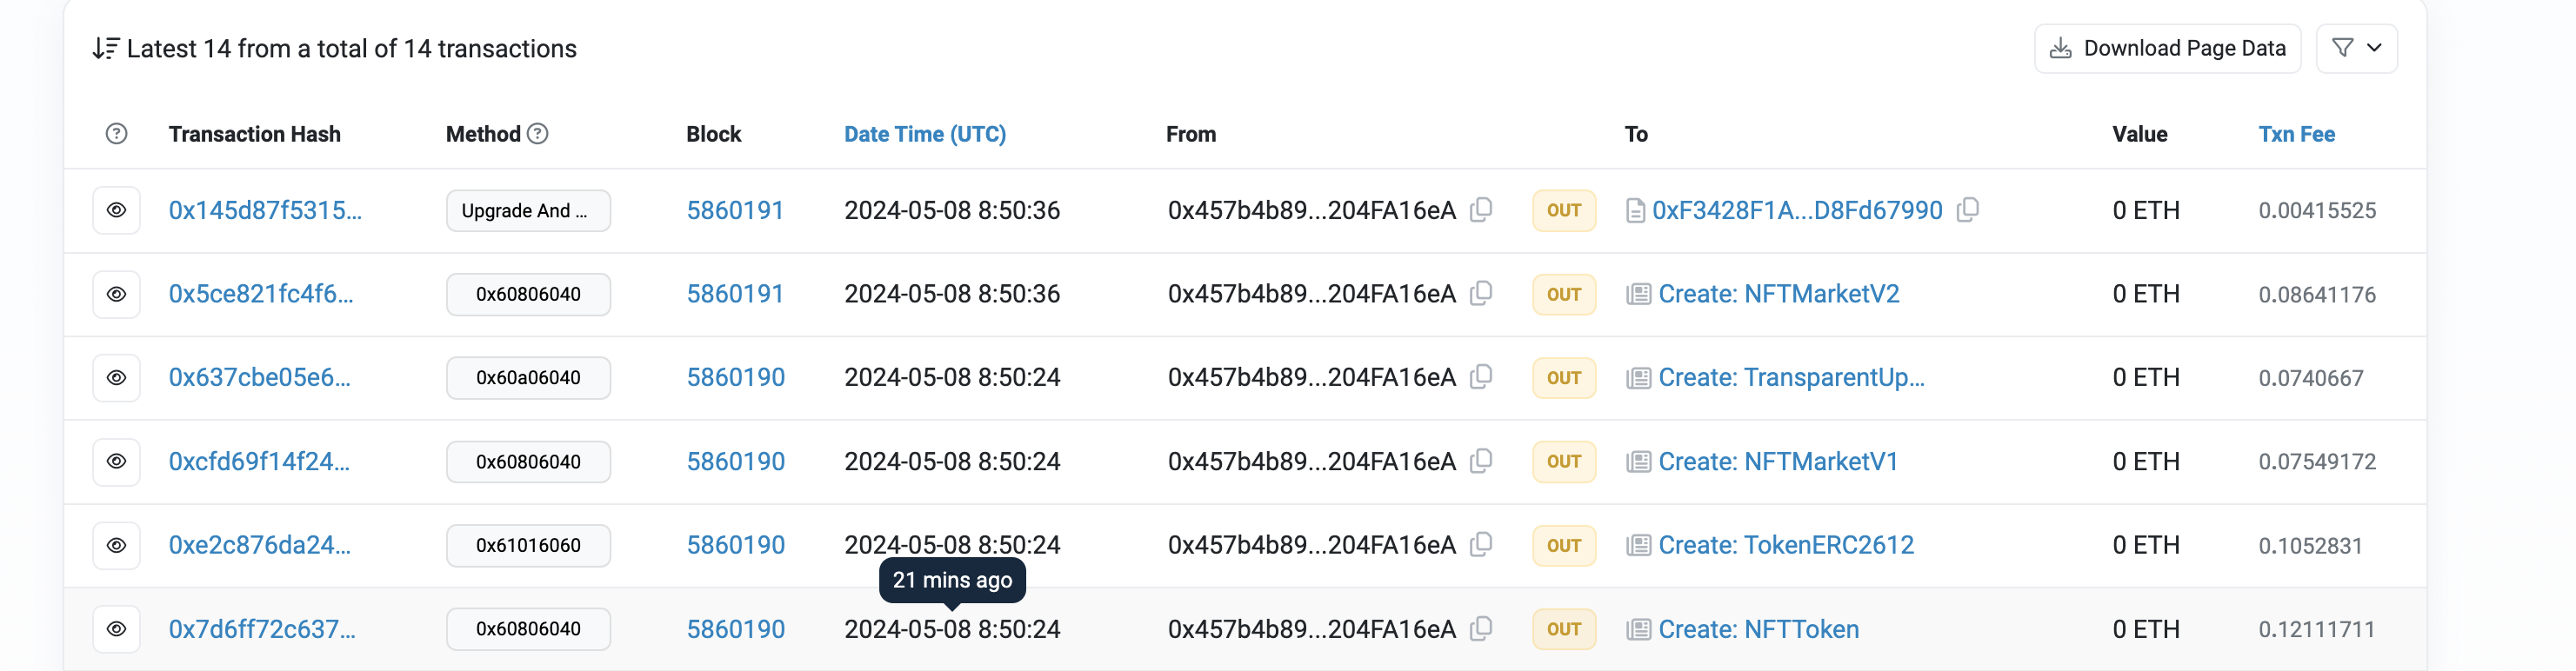 Latest 14 from a total of 14 transactions Download Page Data
Transaction Hash Method Block Date Time (UTC) From To Value Txn Fee
0x145d87f5315... Upgrade And ... 5860191 2024-05-08 8:50:36 0x457b4b89...204FA16eA OUT 0xF3428F1A...D8Fd67990 0 ETH 0.00415525
0x5ce821fc4f6... 0x60806040 5860191 2024-05-08 8:50:36 0x457b4b89...204FA16eA OUT Create: NFTMarketV2 0 ETH 0.08641176
0x637cbe05e6... 0x60a06040 5860190 2024-05-08 8:50:24 0x457b4b89...204FA16eA OUT Create: TransparentUp... 0 ETH 0.0740667
0xcfd69f14f24... 0x60806040 5860190 2024-05-08 8:50:24 0x457b4b89...204FA16eA OUT Create: NFTMarketV1 0 ETH 0.07549172
0xe2c876da24... 0x61016060 5860190 2024-05-08 8:50:24 0x457b4b89...204FA16eA OUT Create: TokenERC2612 0 ETH 0.1052831
21 mins ago
0x7d6ff72c637... 0x60806040 5860190 2024-05-08 8:50:24 0x457b4b89...204FA16eA OUT Create: NFTToken 0 ETH 0.12111711